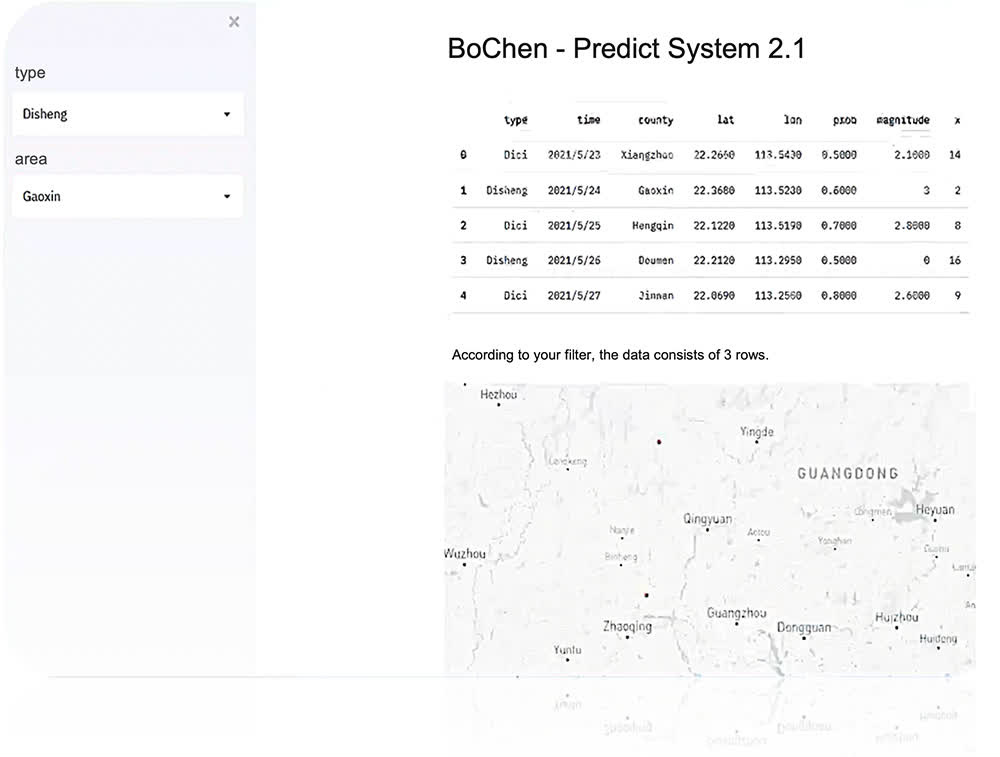 ×
type
Disheng
area
Gaoxin
BoChen - Predict System 2.1
type time county lat lon prob magnitude x
0 Dici 2021/5/23 Xiangzhao 22.2660 113.5430 0.5000 2.1000 14
1 Disheng 2021/5/24 Gaoxin 22.3680 113.5230 0.6000 3 2
2 Dici 2021/5/25 Hengqin 22.1220 113.5190 0.7000 2.8000 8
3 Disheng 2021/5/26 Doumen 22.2120 113.2950 0.5000 0 16
4 Dici 2021/5/27 Jinnan 22.0690 113.2560 0.8000 2.6000 9
According to your filter, the data consists of 3 rows.
Hezhou
Yingde
GUANGDONG
Longmen
Heyuan
Qingyuan
Aotou
Nanjie
Yonghan
Wuzhou
Binheng
Guangzhou
Huizhou
Zhaoqing
Dongguan
Huidong
Yunfu